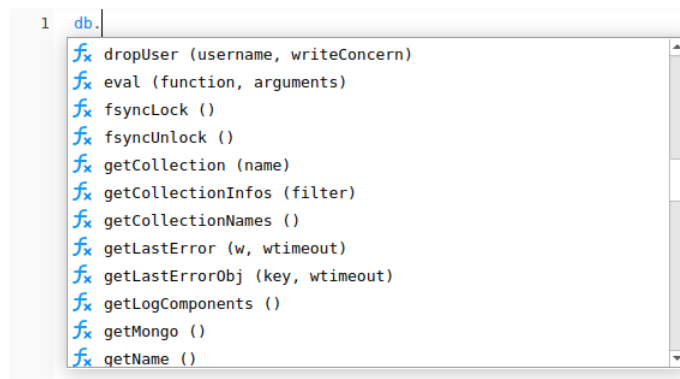 1 db.
dropUser (username, writeConcern)
eval (function, arguments)
fsyncLock ()
fsyncUnlock ()
getCollection (name)
getCollectionInfos (filter)
getCollectionNames ()
getLastError (w, wtimeout)
getLastErrorObj (key, wtimeout)
getLogComponents ()
getMongo ()
getName ()